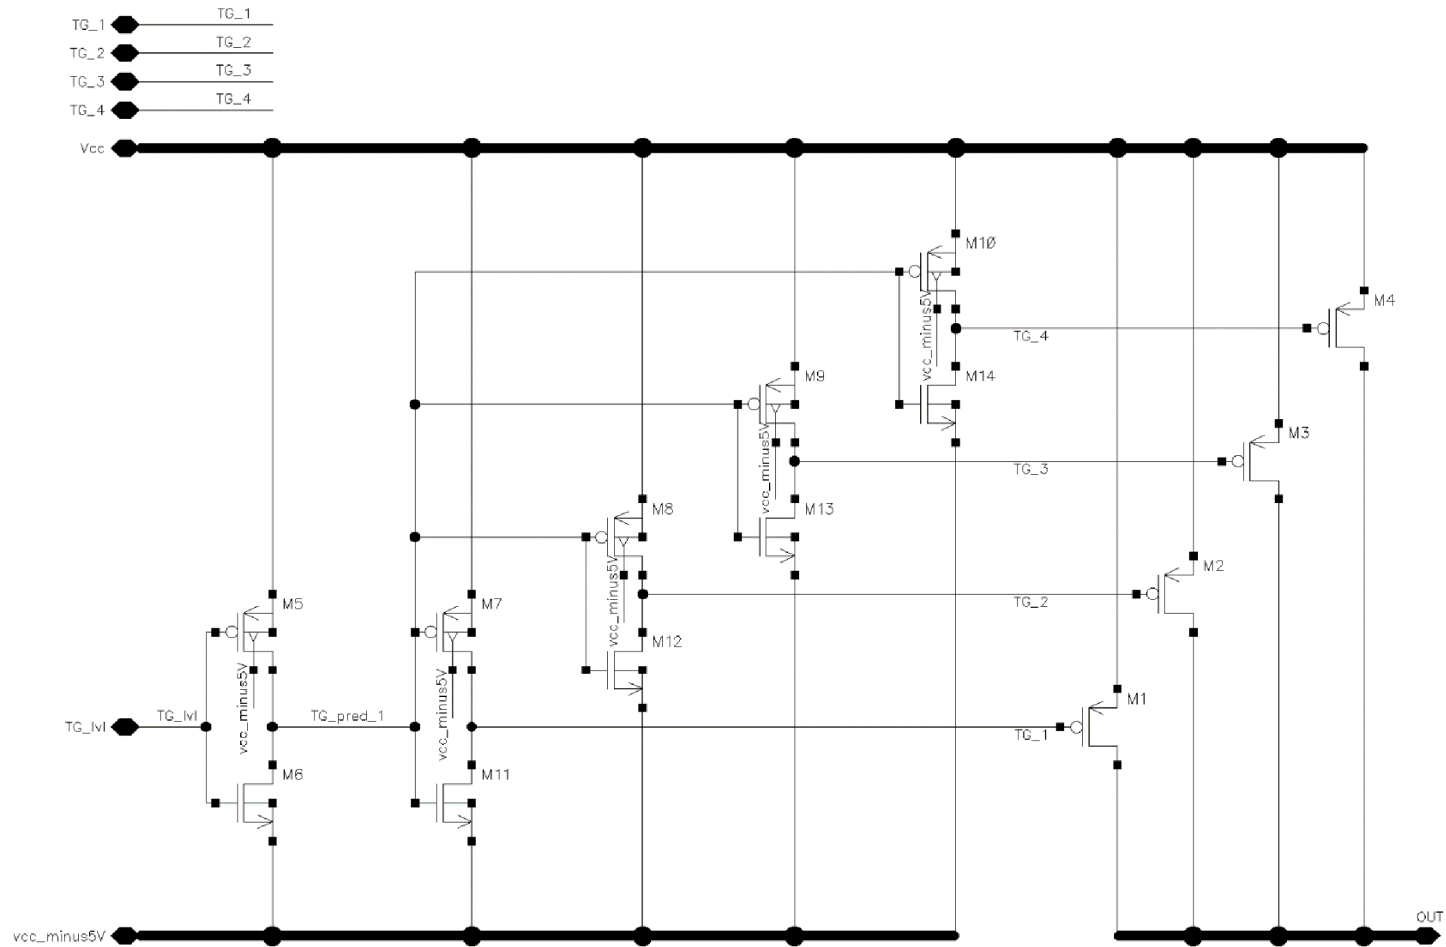 TG_1 TG_1
TG_2 TG_2
TG_3 TG_3
TG_4 TG_4
Vcc
M10
vcc_minus5V
TG_4
M4
M14
M9
vcc_minus5V
TG_3
M3
M13
M8
vcc_minus5V
TG_2
M2
M12
M5
vcc_minus5V
M7
vcc_minus5V
TG_lvl TG_lvl
TG_pred_1
TG_1
M1
M6
M11
vcc_minus5V
OUT